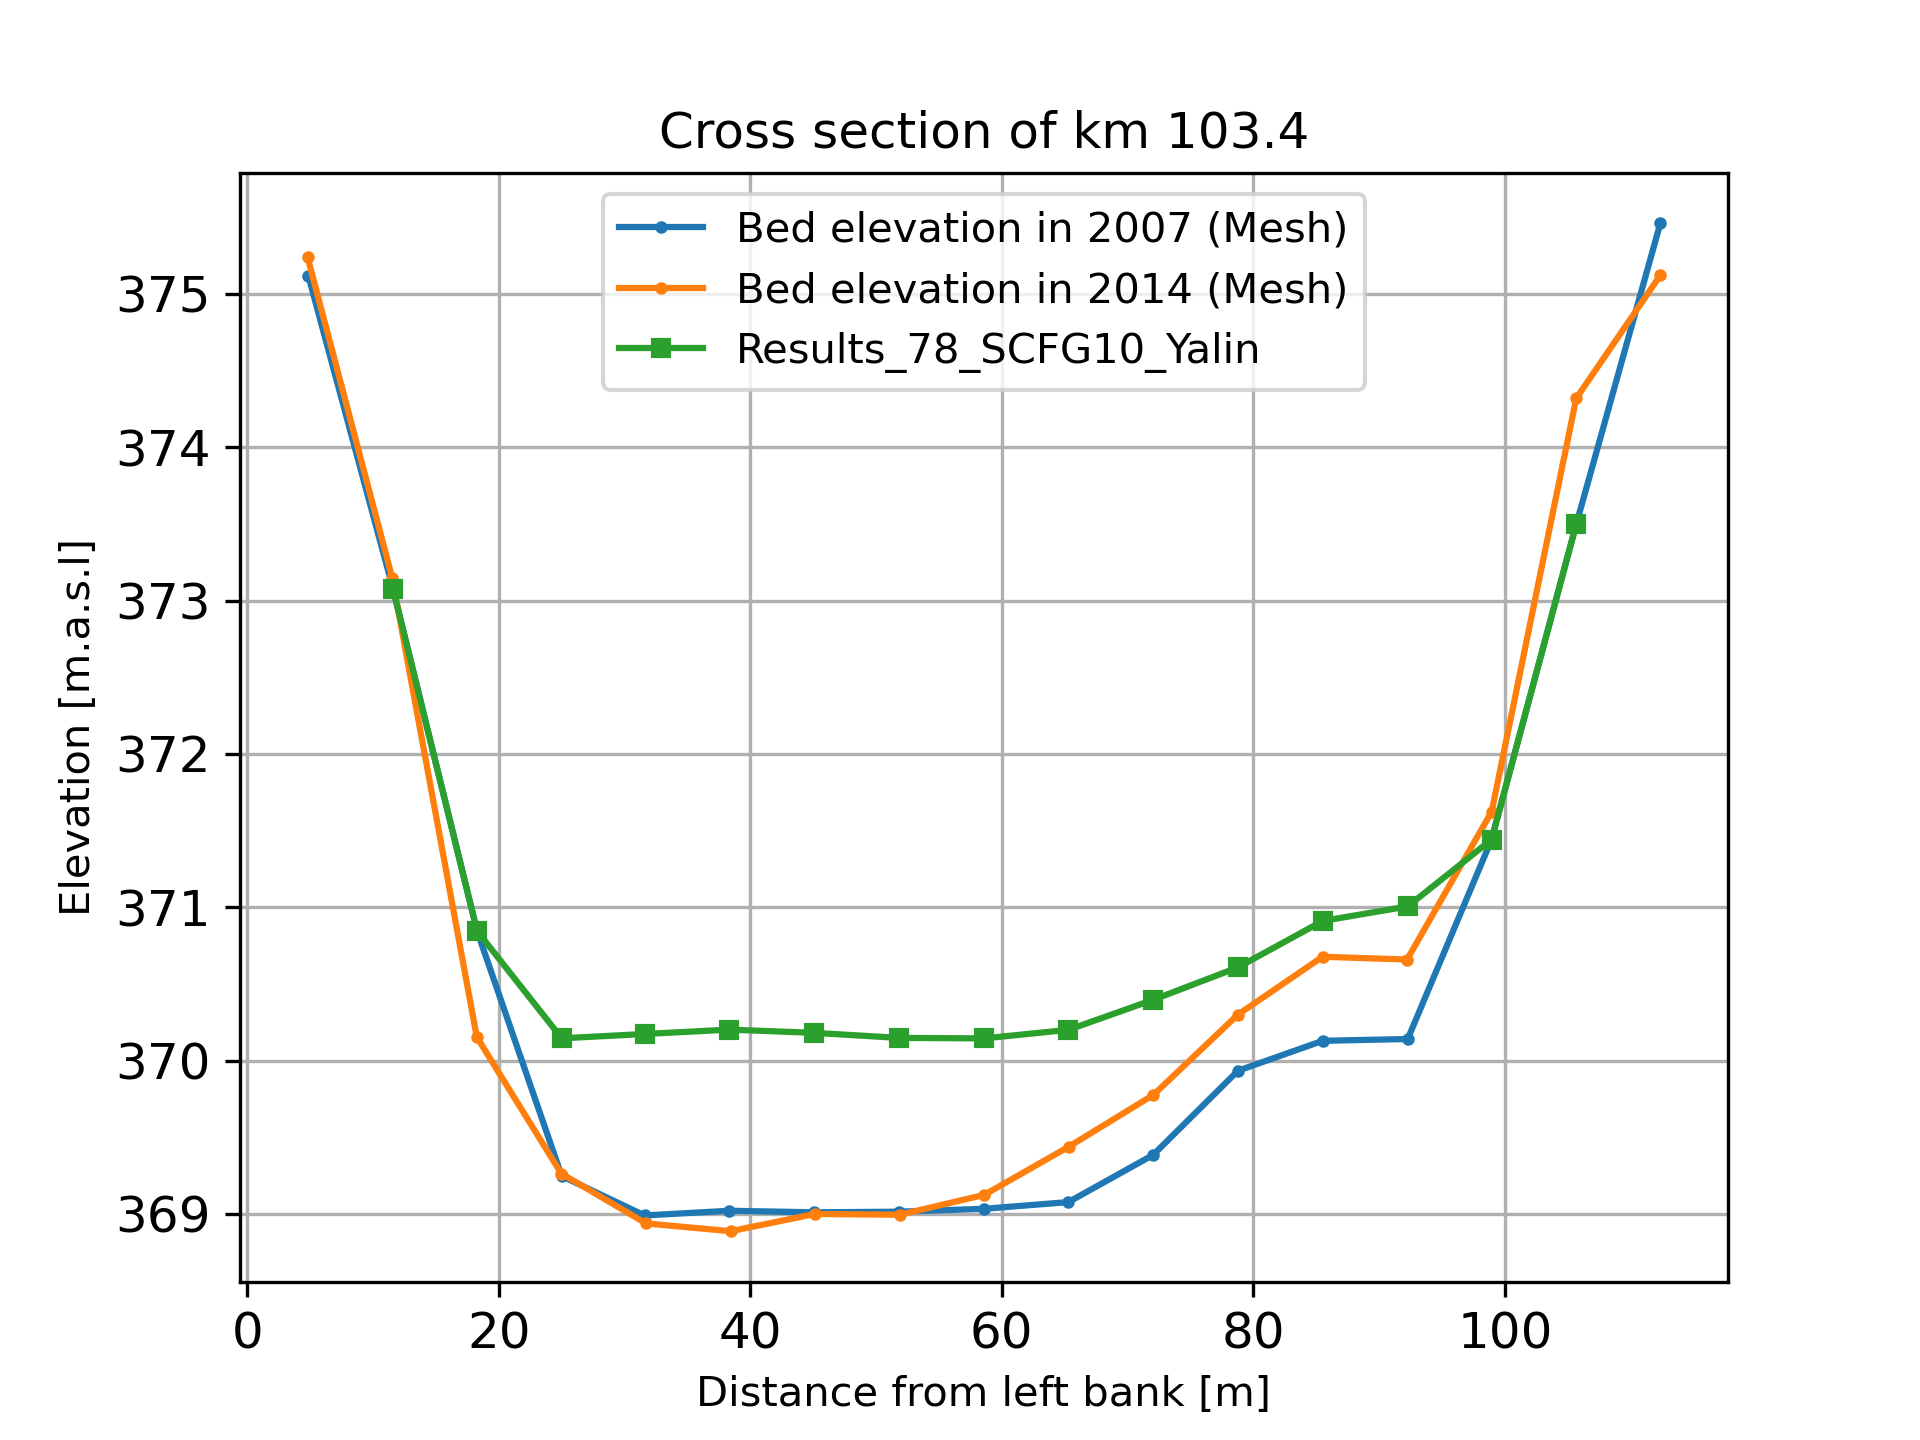 Cross section of km 103.4
Bed elevation in 2007 (Mesh)
Bed elevation in 2014 (Mesh)
Results_78_SCFG10_Yalin
375
374
373
372
371
370
369
Elevation [m.a.s.l]
0 20 40 60 80 100
Distance from left bank [m]